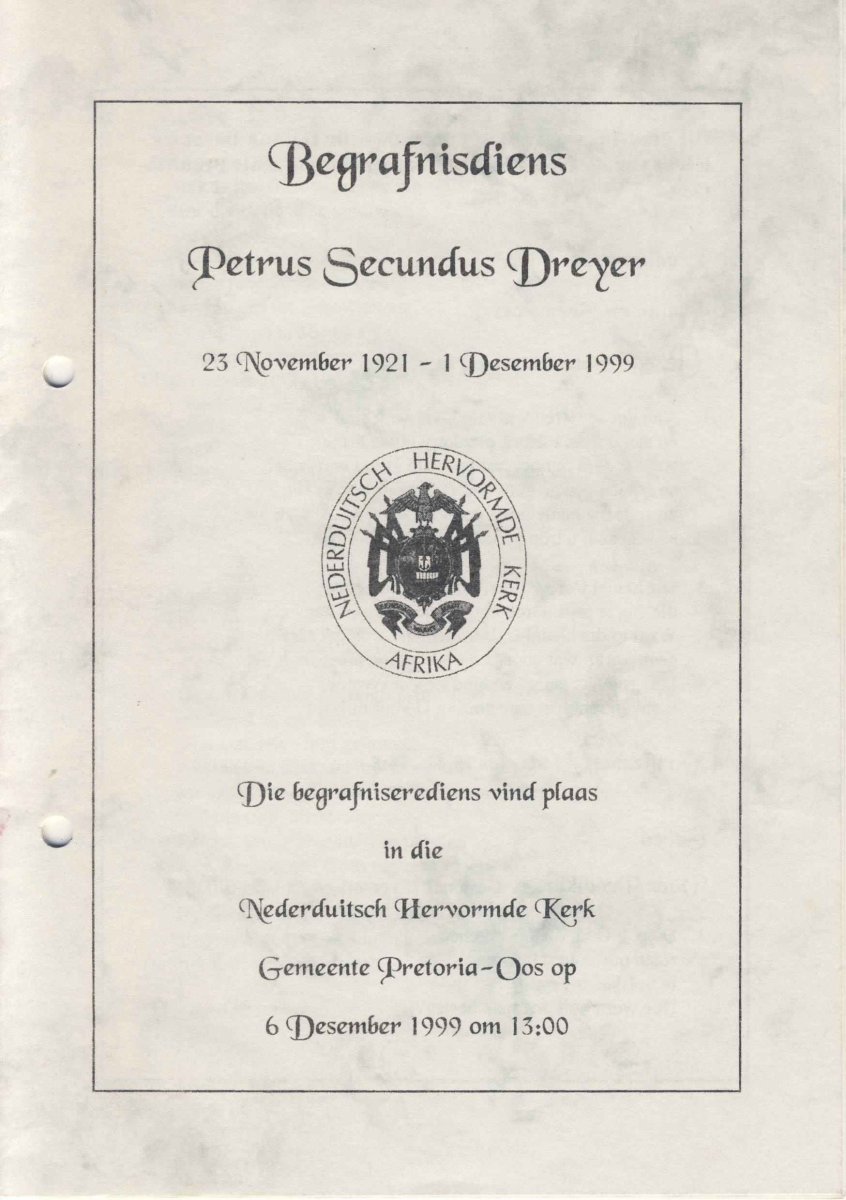 Begrafnisdiens
Petrus Secundus Dreyer
23 November 1921 - 1 Desember 1999
NEDERDUITSCH HERVORMDE KERK
AFRIKA
Die begrafniserediens vind plaas
in die
Nederduitsch Hervormde Kerk
Gemeente Pretoria-Oos op
6 Desember 1999 om 13:00